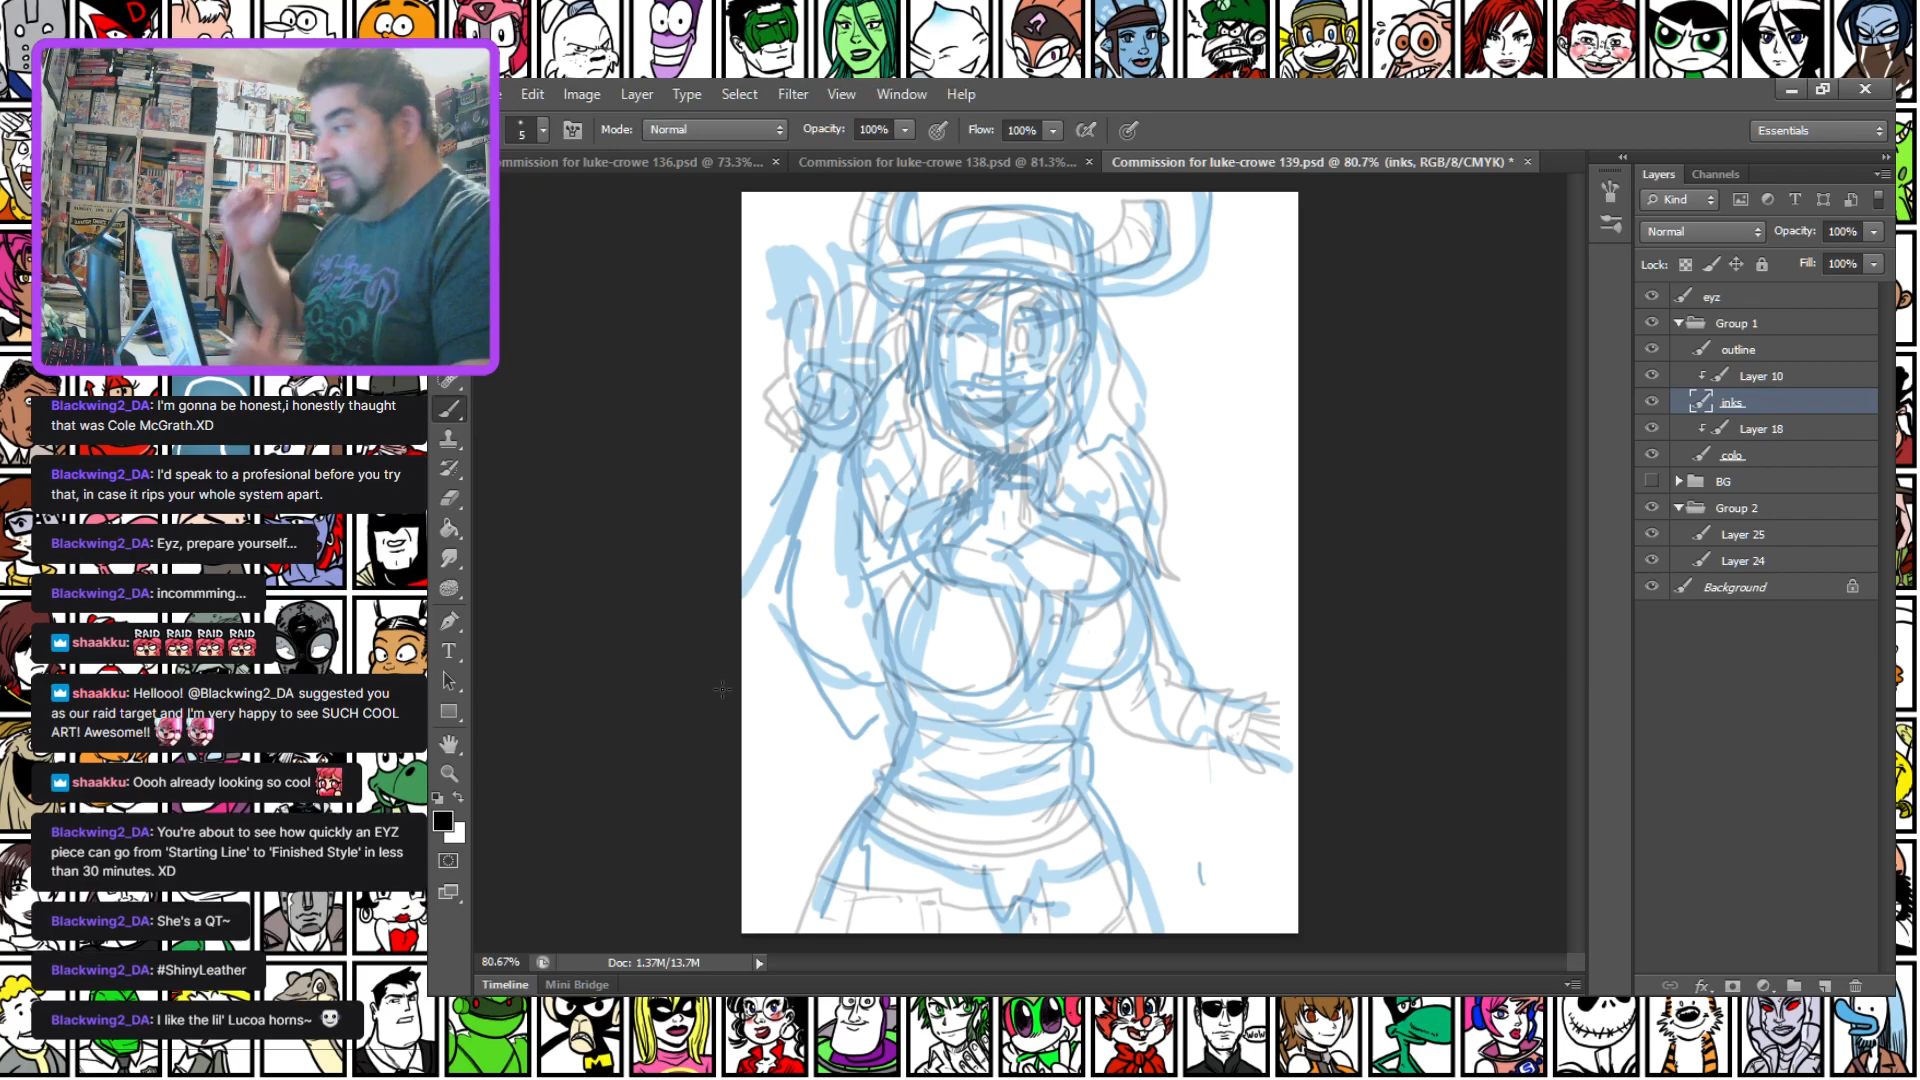 Edit Image Layer Type Select Filter View Window Help
5 Mode: Normal Opacity: 100% Flow: 100% Essentials
ommission for luke-crowe 136.psd @ 73.3%... × Commission for luke-crowe 138.psd @ 81.3%... × Commission for luke-crowe 139.psd @ 80.7% (inks, RGB/8/CMYK) * ×
Layers Channels
Kind
Normal Opacity: 100%
Lock: Fill: 100%
eyz
Group 1
outline
Layer 10
inks
Layer 18
colo
BG
Group 2
Layer 25
Layer 24
Background
Blackwing2_DA: I'm gonna be honest,i honestly thaught
that was Cole McGrath.XD
Blackwing2_DA: I'd speak to a profesional before you try
that, in case it rips your whole system apart.
Blackwing2_DA: Eyz, prepare yourself...
Blackwing2_DA: incommming...
shaakku: RAID RAID RAID RAID
shaakku: Hellooo! @Blackwing2_DA suggested you
as our raid target and I'm very happy to see SUCH COOL
ART! Awesome!!
shaakku: Oooh already looking so cool
Blackwing2_DA: You're about to see how quickly an EYZ
piece can go from 'Starting Line' to 'Finished Style' in less
than 30 minutes. XD
Blackwing2_DA: She's a QT~
Blackwing2_DA: #ShinyLeather
Blackwing2_DA: I like the lil' Lucoa horns~
80.67% Doc: 1.37M/13.7M
Timeline Mini Bridge
WOW